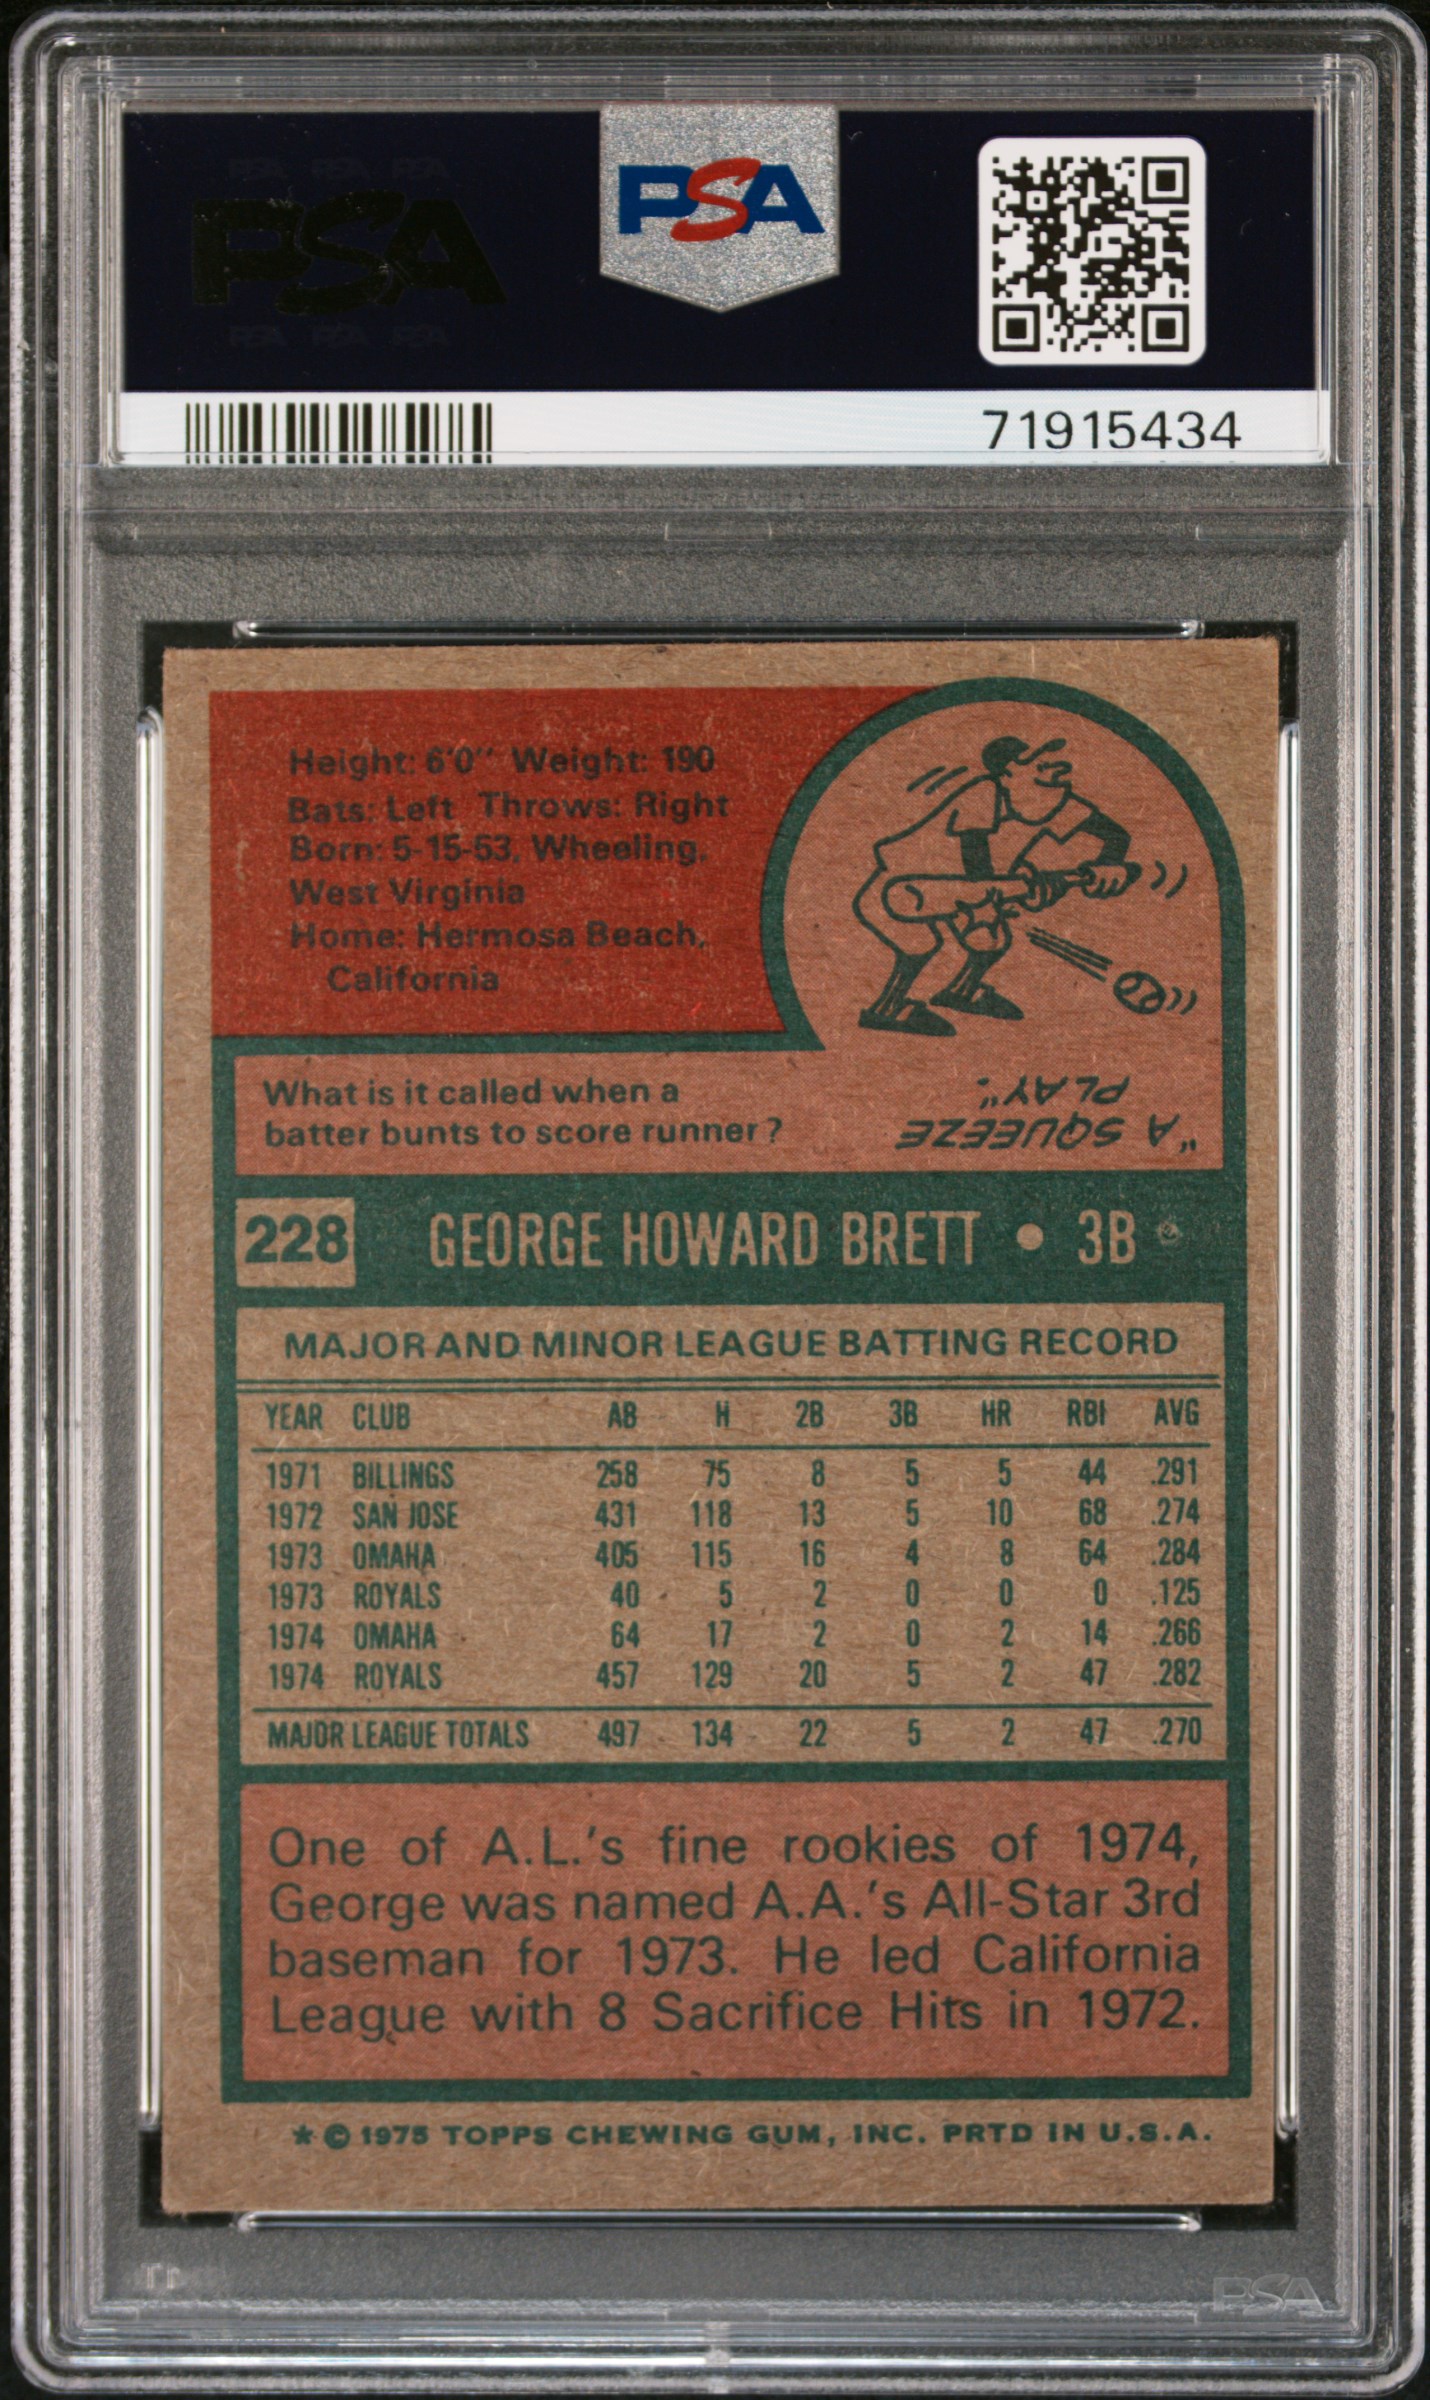 PSA PSA PSA
PSA
PSA PSA PSA
PSA
71915434
Height: 6'0" Weight: 190
Bats: Left Throws: Right
Born: 5-15-53, Wheeling,
West Virginia
Home: Hermosa Beach,
California
What is it called when a
batter bunts to score runner?
"A SQUEEZE
PLAY".
228 GEORGE HOWARD BRETT • 3B
MAJOR AND MINOR LEAGUE BATTING RECORD
YEAR CLUB AB H 2B 3B HR RBI AVG
1971 BILLINGS 258 75 8 5 5 44 .291
1972 SAN JOSE 431 118 13 5 10 68 .274
1973 OMAHA 405 115 16 4 8 64 .284
1973 ROYALS 40 5 2 0 0 0 .125
1974 OMAHA 64 17 2 0 2 14 .266
1974 ROYALS 457 129 20 5 2 47 .282
MAJOR LEAGUE TOTALS 497 134 22 5 2 47 .270
One of A.L.'s fine rookies of 1974,
George was named A.A.'s All-Star 3rd
baseman for 1973. He led California
League with 8 Sacrifice Hits in 1972.
* © 1975 TOPPS CHEWING GUM, INC. PRTD IN U.S.A.
PSA